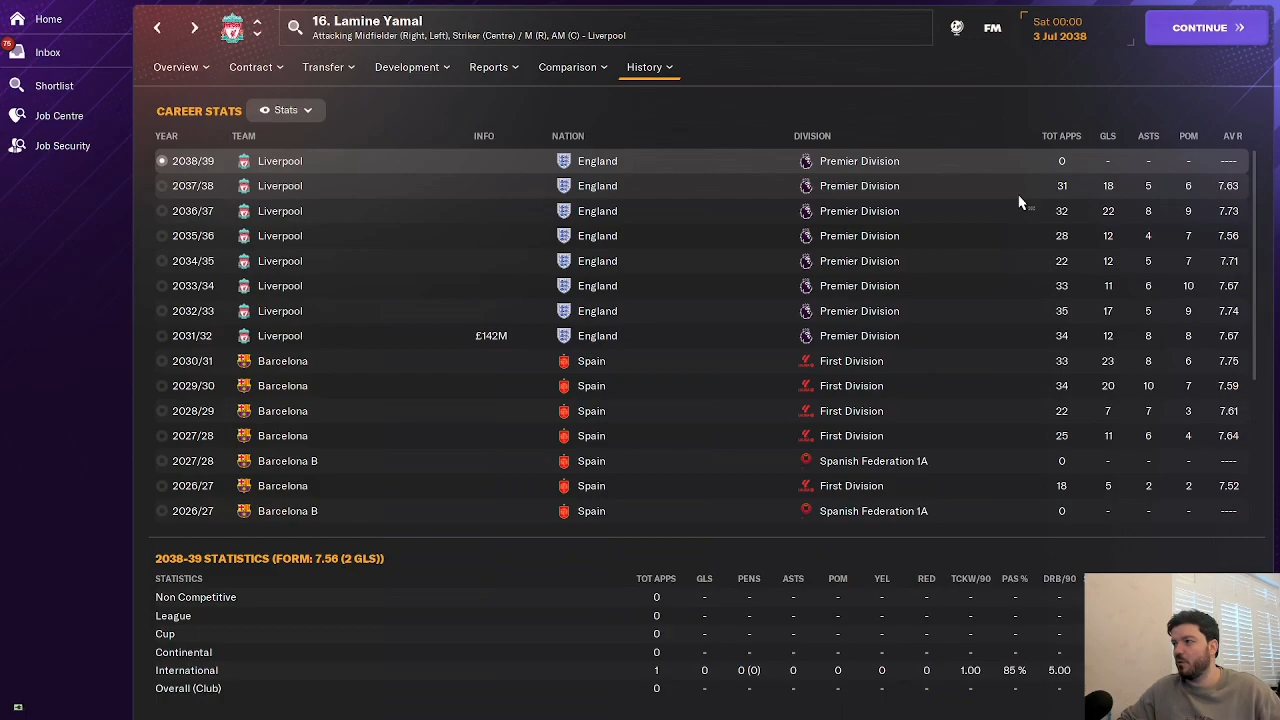 Home
75
Inbox
Shortlist
Job Centre
Job Security
16. Lamine Yamal
Attacking Midfielder (Right, Left), Striker (Centre) / M (R), AM (C) - Liverpool
FM
Sat 00:00
3 Jul 2038
CONTINUE
Overview Contract Transfer Development Reports Comparison History
CAREER STATS Stats
YEAR TEAM INFO NATION DIVISION TOT APPS GLS ASTS POM AV R
2038/39 Liverpool England Premier Division 0 - - - ----
2037/38 Liverpool England Premier Division 31 18 5 6 7.63
2036/37 Liverpool England Premier Division 32 22 8 9 7.73
2035/36 Liverpool England Premier Division 28 12 4 7 7.56
2034/35 Liverpool England Premier Division 22 12 5 7 7.71
2033/34 Liverpool England Premier Division 33 11 6 10 7.67
2032/33 Liverpool England Premier Division 35 17 5 9 7.74
2031/32 Liverpool £142M England Premier Division 34 12 8 8 7.67
2030/31 Barcelona Spain First Division 33 23 8 6 7.75
2029/30 Barcelona Spain First Division 34 20 10 7 7.59
2028/29 Barcelona Spain First Division 22 7 7 3 7.61
2027/28 Barcelona Spain First Division 25 11 6 4 7.64
2027/28 Barcelona B Spain Spanish Federation 1A 0 - - - ----
2026/27 Barcelona Spain First Division 18 5 2 2 7.52
2026/27 Barcelona B Spain Spanish Federation 1A 0 - - - ----
2038-39 STATISTICS (FORM: 7.56 (2 GLS))
STATISTICS TOT APPS GLS PENS ASTS POM YEL RED TCKW/90 PAS % DRB/90
Non Competitive 0 - - - - - - - - -
League 0 - - - - - - - - -
Cup 0 - - - - - - - - -
Continental 0 - - - - - - - - -
International 1 0 0 (0) 0 0 0 0 1.00 85 % 5.00
Overall (Club) 0 - - - - - - - - -